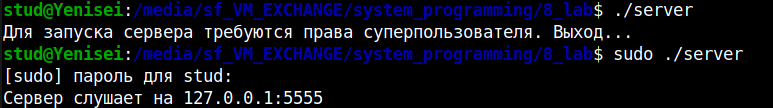 stud@Yenisei:/media/sf_VM_EXCHANGE/system_programming/8_lab$ ./server
Для запуска сервера требуются права суперпользователя. Выход...
stud@Yenisei:/media/sf_VM_EXCHANGE/system_programming/8_lab$ sudo ./server
[sudo] пароль для stud:
Сервер слушает на 127.0.0.1:5555